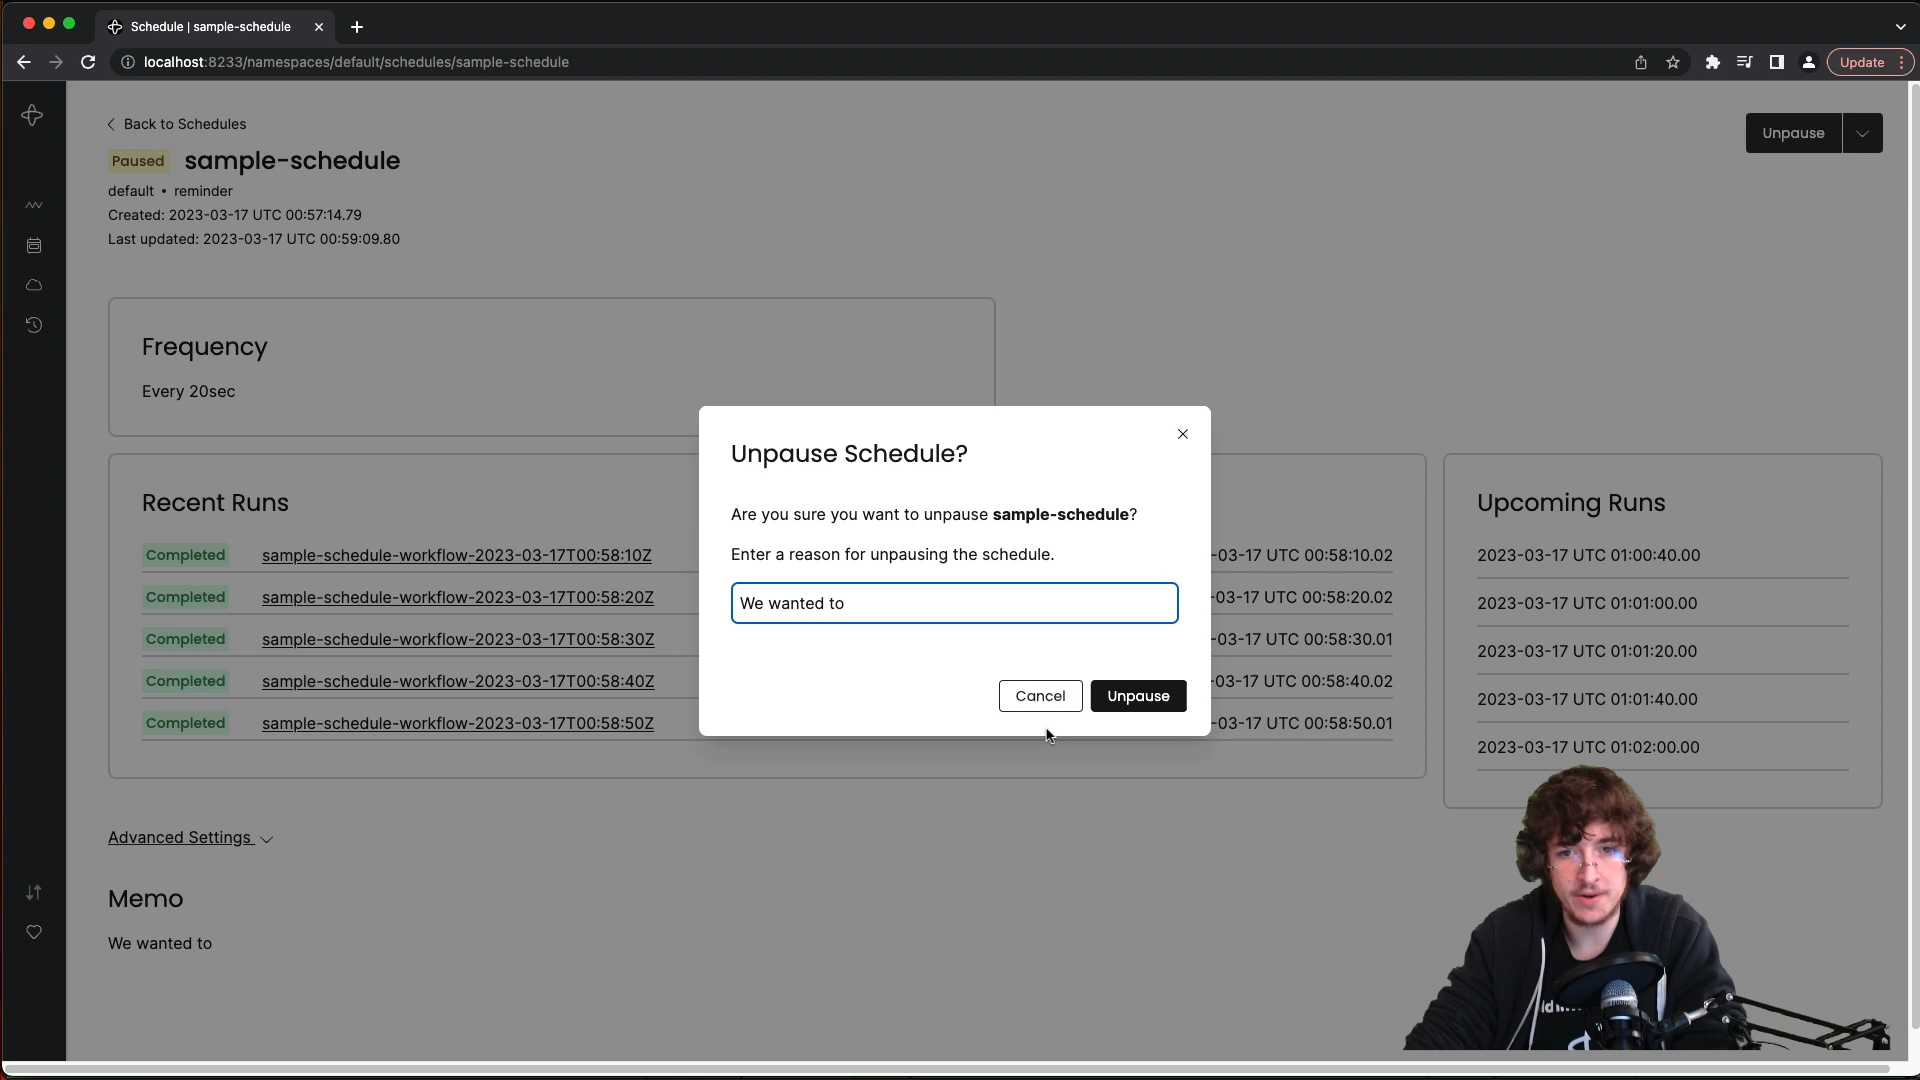 Schedule | sample-schedule
localhost:8233/namespaces/default/schedules/sample-schedule
Update
Back to Schedules
Unpause
Paused sample-schedule
default • reminder
Created: 2023-03-17 UTC 00:57:14.79
Last updated: 2023-03-17 UTC 00:59:09.80
Frequency
Every 20sec
Recent Runs
Completed sample-schedule-workflow-2023-03-17T00:58:10Z -03-17 UTC 00:58:10.02
Completed sample-schedule-workflow-2023-03-17T00:58:20Z -03-17 UTC 00:58:20.02
Completed sample-schedule-workflow-2023-03-17T00:58:30Z -03-17 UTC 00:58:30.01
Completed sample-schedule-workflow-2023-03-17T00:58:40Z -03-17 UTC 00:58:40.02
Completed sample-schedule-workflow-2023-03-17T00:58:50Z -03-17 UTC 00:58:50.01
Unpause Schedule?
Are you sure you want to unpause sample-schedule?
Enter a reason for unpausing the schedule.
We wanted to
Cancel
Unpause
Upcoming Runs
2023-03-17 UTC 01:00:40.00
2023-03-17 UTC 01:01:00.00
2023-03-17 UTC 01:01:20.00
2023-03-17 UTC 01:01:40.00
2023-03-17 UTC 01:02:00.00
Advanced Settings
Memo
We wanted to